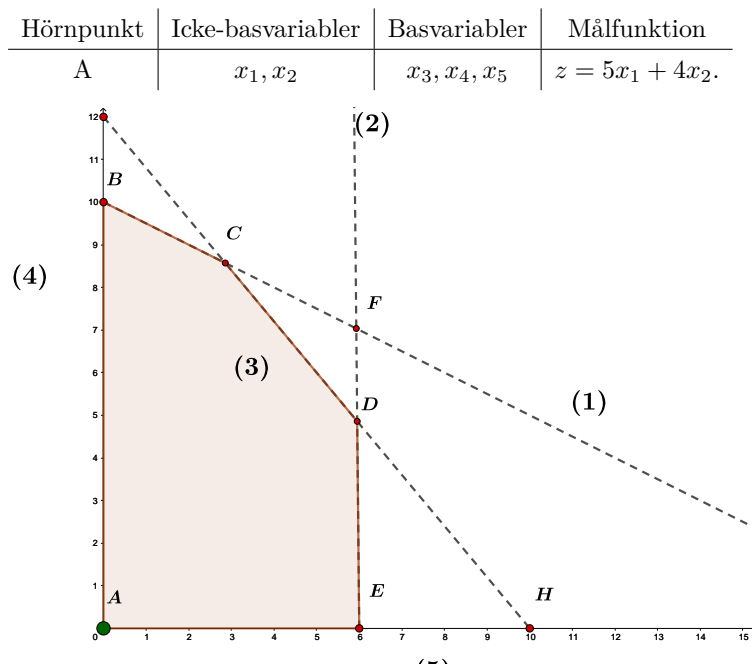 Hörnpunkt Icke-basvariabler Basvariabler Målfunktion
A x₁, x₂ x₃, x₄, x₅ z = 5x₁ + 4x₂.
12 (2)
11
B
10
C
9
(4)
8
F
7
(3)
6
(1)
D
5
4
3
2
1 E
A H
0 1 2 3 4 5 6 7 8 9 10 11 12 13 14 15